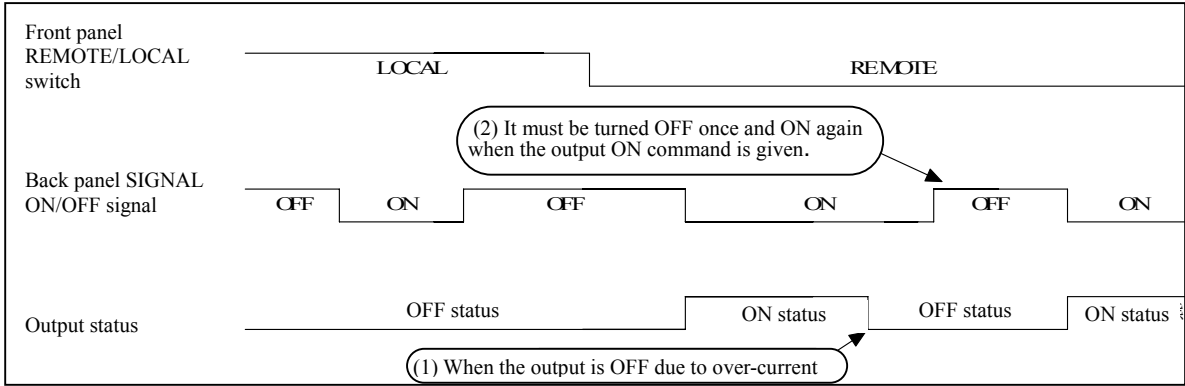 Front panel
REMOTE/LOCAL
switch
LOCAL
REMOTE
(2) It must be turned OFF once and ON again
when the output ON command is given.
Back panel SIGNAL
ON/OFF signal
OFF
ON
OFF
ON
OFF
ON
Output status
OFF status
ON status
OFF status
ON status
(1) When the output is OFF due to over-current